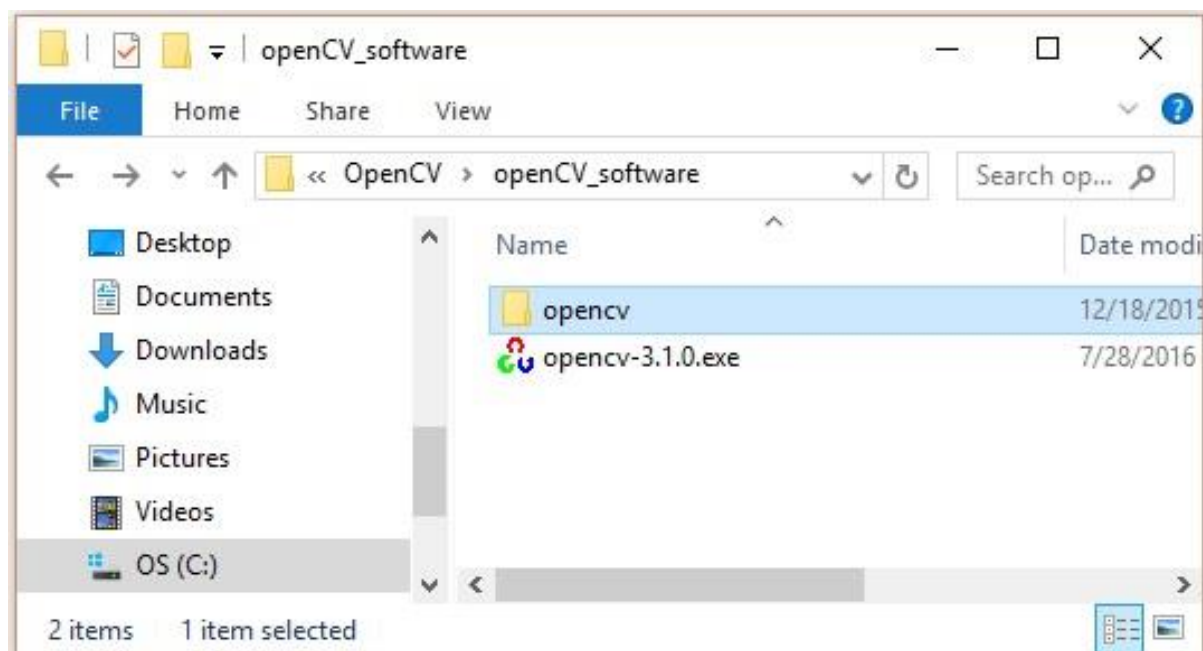 openCV_software
File Home Share View
« OpenCV > openCV_software Search op...
Desktop
Documents
Downloads
Music
Pictures
Videos
OS (C:)
Name Date modi
opencv 12/18/2015
opencv-3.1.0.exe 7/28/2016
2 items 1 item selected